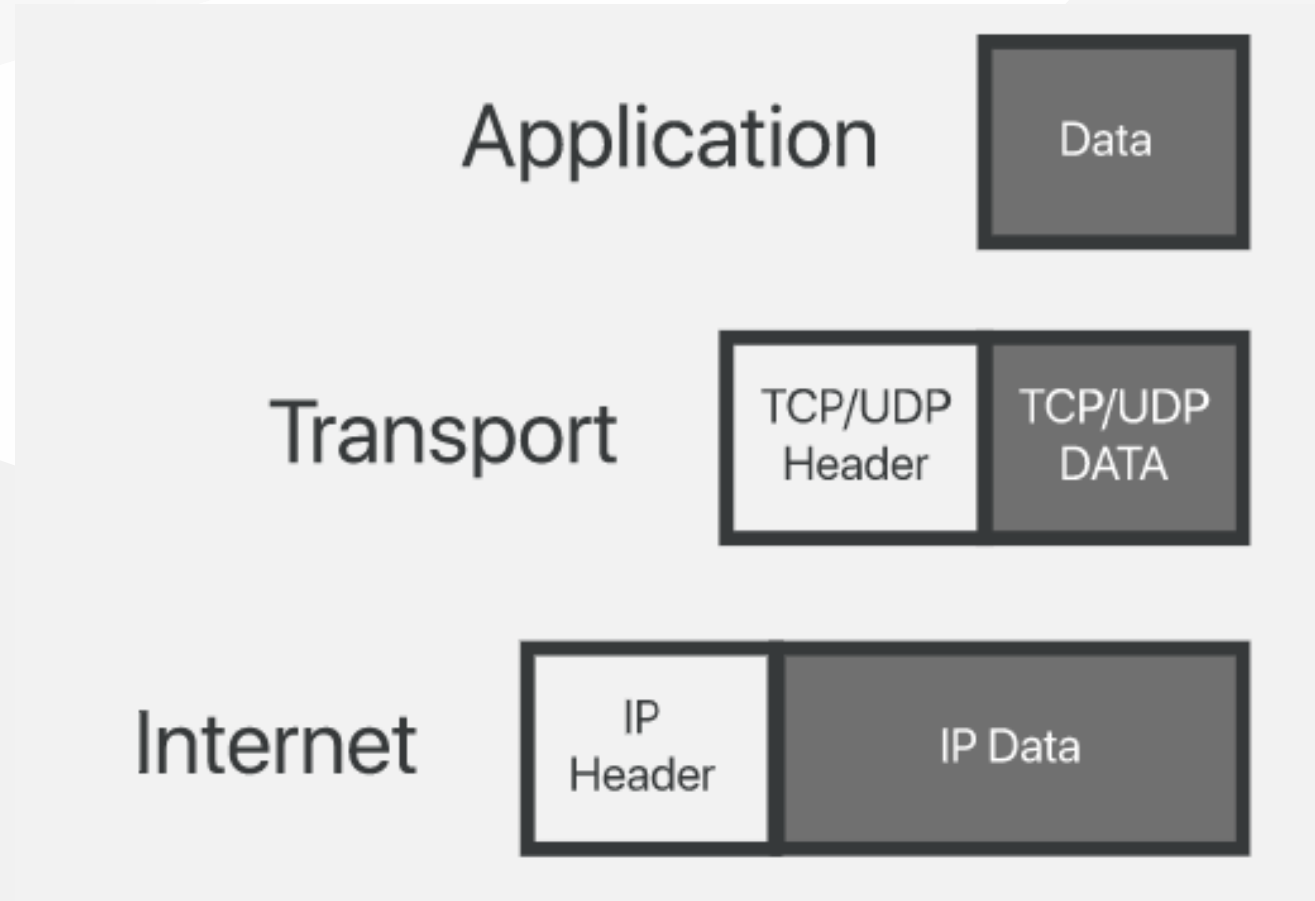 Application
Data
Transport
TCP/UDP
Header
TCP/UDP
DATA
Internet
IP
Header
IP Data